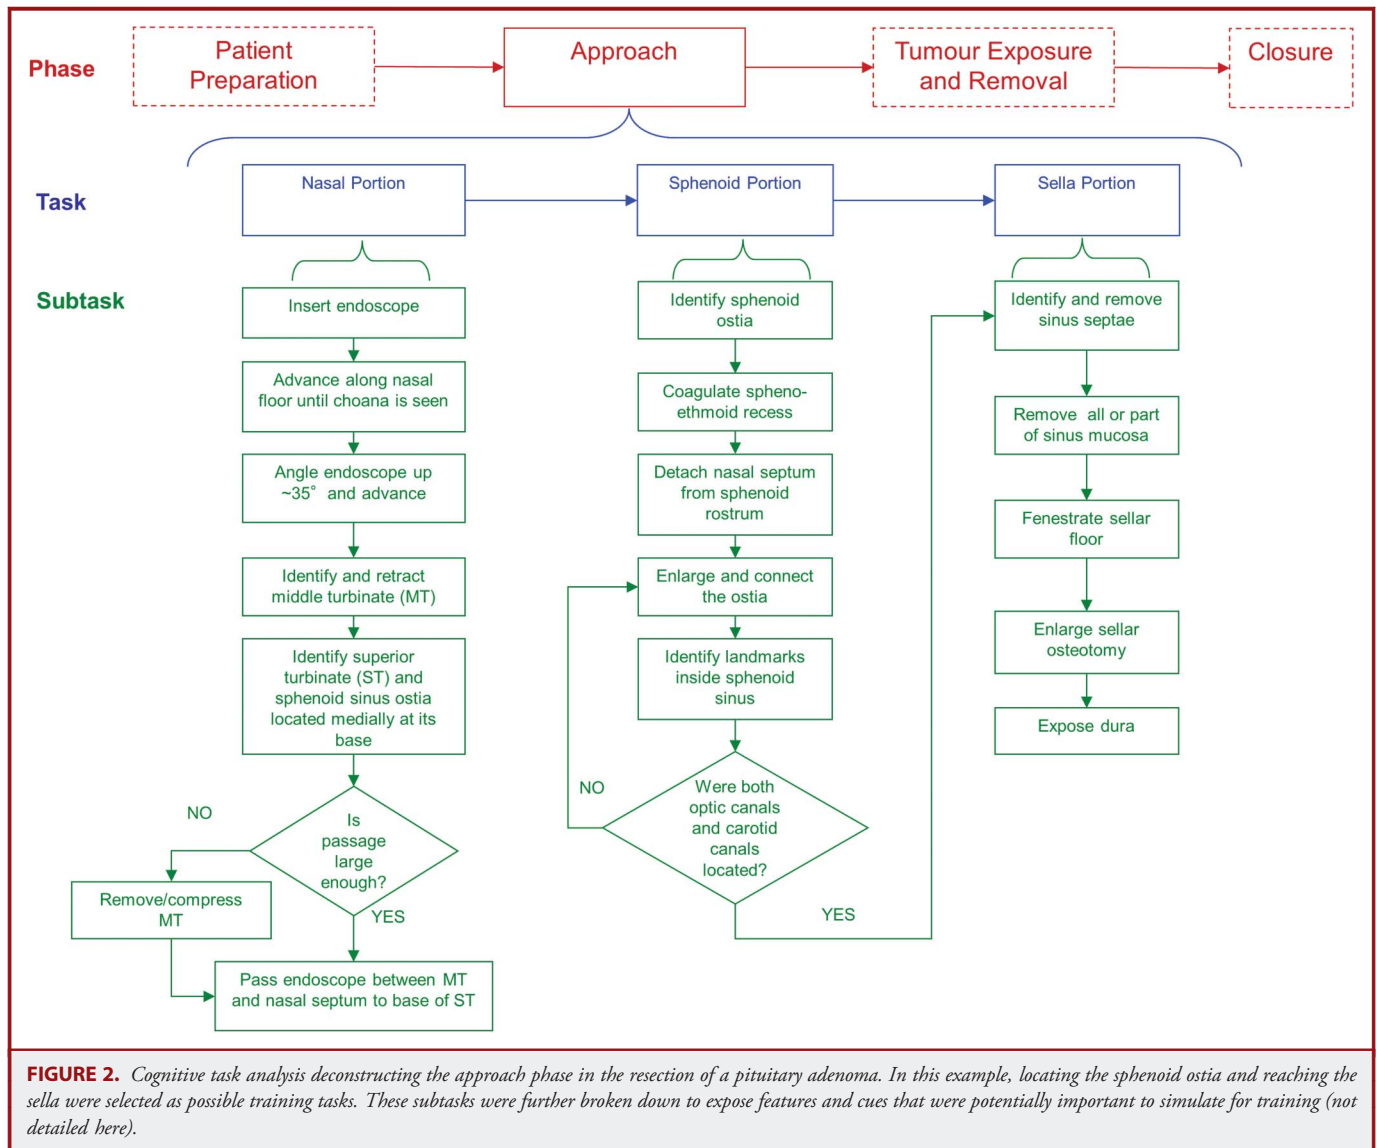 Phase
Patient
Preparation
Approach
Tumour Exposure
and Removal
Closure
Task
Nasal Portion
Sphenoid Portion
Sella Portion
Subtask
Insert endoscope
Advance along nasal
floor until choana is seen
Angle endoscope up
~35° and advance
Identify and retract
middle turbinate (MT)
Identify superior
turbinate (ST) and
sphenoid sinus ostia
located medially at its
base
Is
passage
large
enough?
NO
YES
Remove/compress
MT
Pass endoscope between MT
and nasal septum to base of ST
Identify sphenoid
ostia
Coagulate spheno-
ethmoid recess
Detach nasal septum
from sphenoid
rostrum
Enlarge and connect
the ostia
Identify landmarks
inside sphenoid
sinus
Were both
optic canals
and carotid
canals
located?
NO
YES
Identify and remove
sinus septae
Remove all or part
of sinus mucosa
Fenestrate sellar
floor
Enlarge sellar
osteotomy
Expose dura
FIGURE 2. Cognitive task analysis deconstructing the approach phase in the resection of a pituitary adenoma. In this example, locating the sphenoid ostia and reaching the
sella were selected as possible training tasks. These subtasks were further broken down to expose features and cues that were potentially important to simulate for training (not
detailed here).